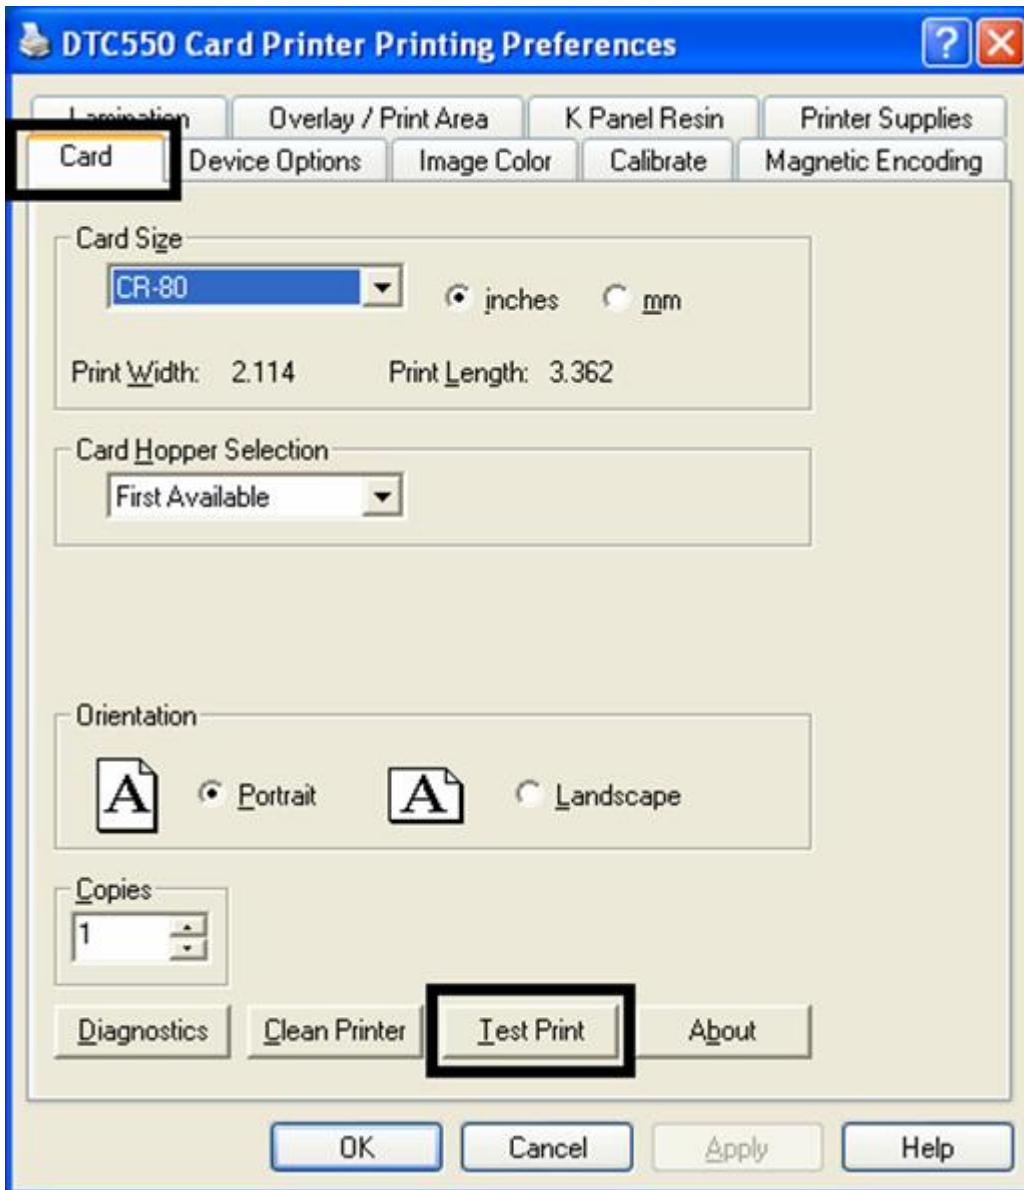 DTC550 Card Printer Printing Preferences
Lamination Overlay / Print Area K Panel Resin Printer Supplies
Card Device Options Image Color Calibrate Magnetic Encoding
Card Size
CR-80 inches mm
Print Width: 2.114 Print Length: 3.362
Card Hopper Selection
First Available
Orientation
A Portrait A Landscape
Copies
1
Diagnostics Clean Printer Test Print About
OK Cancel Apply Help